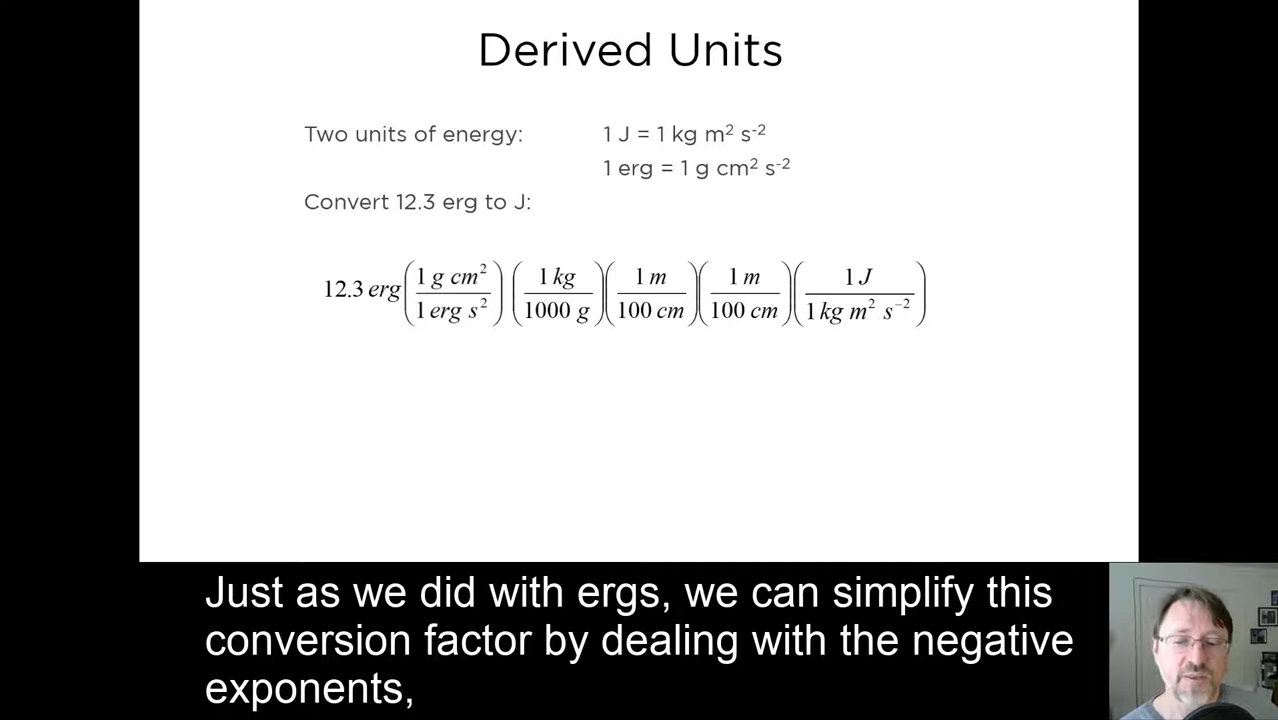 Derived Units
Two units of energy: 1 J = 1 kg m² s⁻²
1 erg = 1 g cm² s⁻²
Convert 12.3 erg to J:
12.3 erg (1 g cm² / 1 erg s²) (1 kg / 1000 g) (1 m / 100 cm) (1 m / 100 cm) (1 J / 1 kg m² s⁻²)
Just as we did with ergs, we can simplify this
conversion factor by dealing with the negative
exponents,